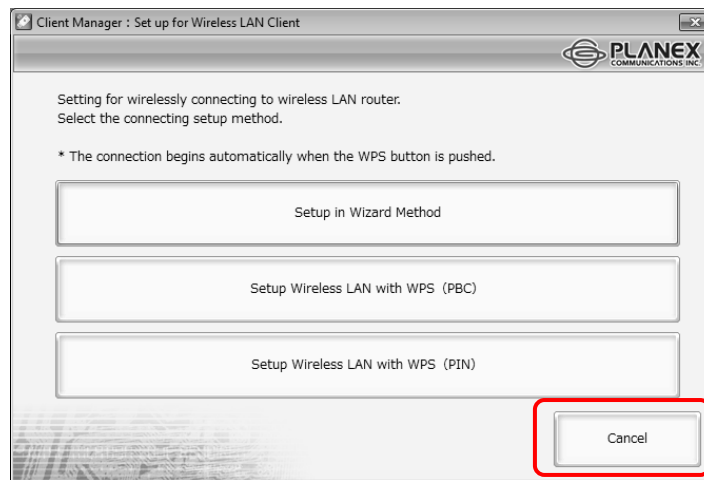 Client Manager : Set up for Wireless LAN Client
PLANEX
COMMUNICATIONS INC.
Setting for wirelessly connecting to wireless LAN router.
Select the connecting setup method.
* The connection begins automatically when the WPS button is pushed.
Setup in Wizard Method
Setup Wireless LAN with WPS (PBC)
Setup Wireless LAN with WPS (PIN)
Cancel